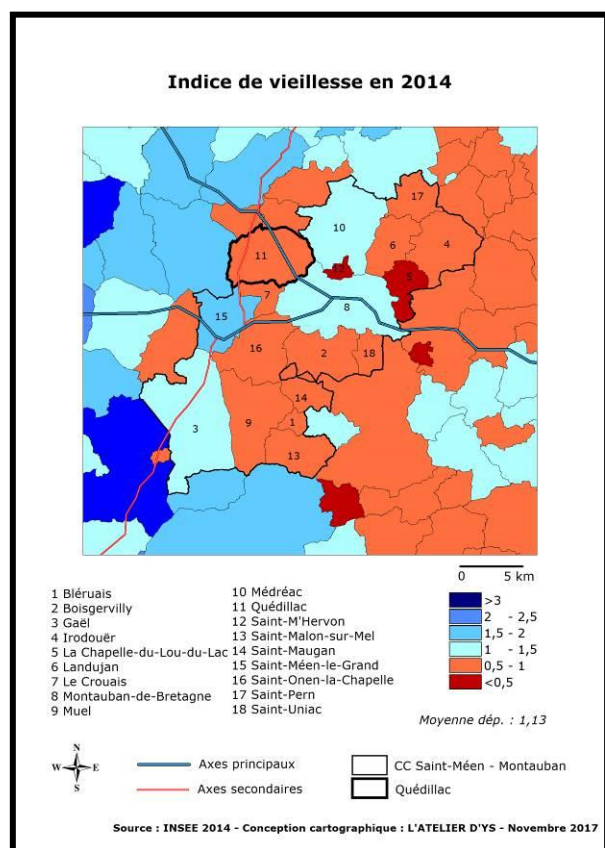 Indice de vieillesse en 2014
17
10
6
4
11
12
5
7
8
15
16
2
18
14
3
9
1
13
0 5 km
1 Bléruais
2 Boisgervilly
3 Gaël
4 Irodouër
5 La Chapelle-du-Lou-du-Lac
6 Landujan
7 Le Crouais
8 Montauban-de-Bretagne
9 Muel
10 Médréac
11 Quédillac
12 Saint-M'Hervon
13 Saint-Malon-sur-Mel
14 Saint-Maugan
15 Saint-Méen-le-Grand
16 Saint-Onen-la-Chapelle
17 Saint-Pern
18 Saint-Uniac
>3
2 - 2,5
1,5 - 2
1 - 1,5
0,5 - 1
<0,5
Moyenne dép. : 1,13
N
W E
S
Axes principaux
Axes secondaires
CC Saint-Méen - Montauban
Quédillac
Source : INSEE 2014 - Conception cartographique : L'ATELIER D'YS - Novembre 2017